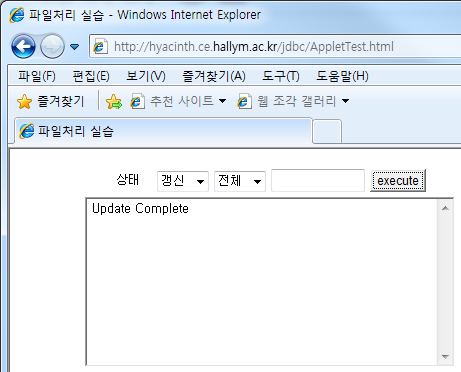 파일처리 실습 - Windows Internet Explorer
http://hyacinth.ce.hallym.ac.kr/jdbc/AppletTest.html
파일(F) 편집(E) 보기(V) 즐겨찾기(A) 도구(T) 도움말(H)
즐겨찾기 추천 사이트 웹 조각 갤러리
파일처리 실습
상태 갱신 전체 execute
Update Complete